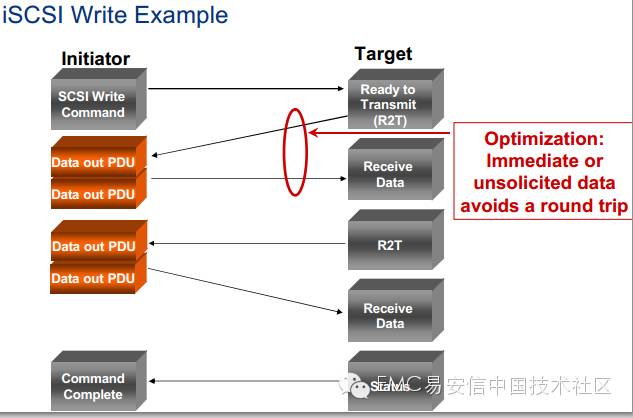 iSCSI Write Example
Initiator
Target
SCSI Write
Command
Ready to
Transmit
(R2T)
Optimization:
Immediate or
unsolicited data
avoids a round trip
Data out PDU
Data out PDU
Receive
Data
Data out PDU
Data out PDU
R2T
Receive
Data
Command
Complete
Status
EMC易安信中国技术社区